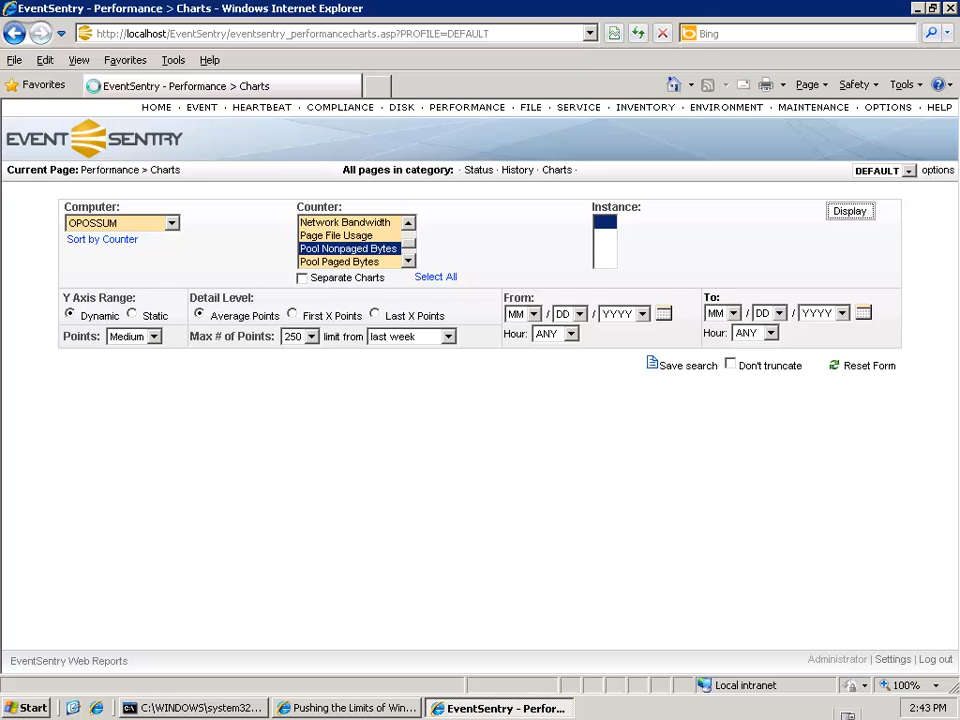 EventSentry - Performance > Charts - Windows Internet Explorer
http://localhost/EventSentry/eventsentry_performancecharts.asp?PROFILE=DEFAULT
Bing
File Edit View Favorites Tools Help
Favorites EventSentry - Performance > Charts Page Safety Tools
HOME · EVENT · HEARTBEAT · COMPLIANCE · DISK · PERFORMANCE · FILE · SERVICE · INVENTORY · ENVIRONMENT · MAINTENANCE · OPTIONS · HELP
EVENT SENTRY
Current Page: Performance > Charts All pages in category: · Status · History · Charts · DEFAULT options
Computer: Counter: Instance: Display
OPOSSUM
Sort by Counter
Network Bandwidth
Page File Usage
Pool Nonpaged Bytes
Pool Paged Bytes
Separate Charts Select All
Y Axis Range: Detail Level: From: To:
Dynamic Static Average Points First X Points Last X Points MM / DD / YYYY MM / DD / YYYY
Points: Medium Max # of Points: 250 limit from last week Hour: ANY Hour: ANY
Save search Don't truncate Reset Form
EventSentry Web Reports Administrator | Settings | Log out
Local intranet 100%
Start C:\WINDOWS\system32... Pushing the Limits of Win... EventSentry - Perfor... 2:43 PM